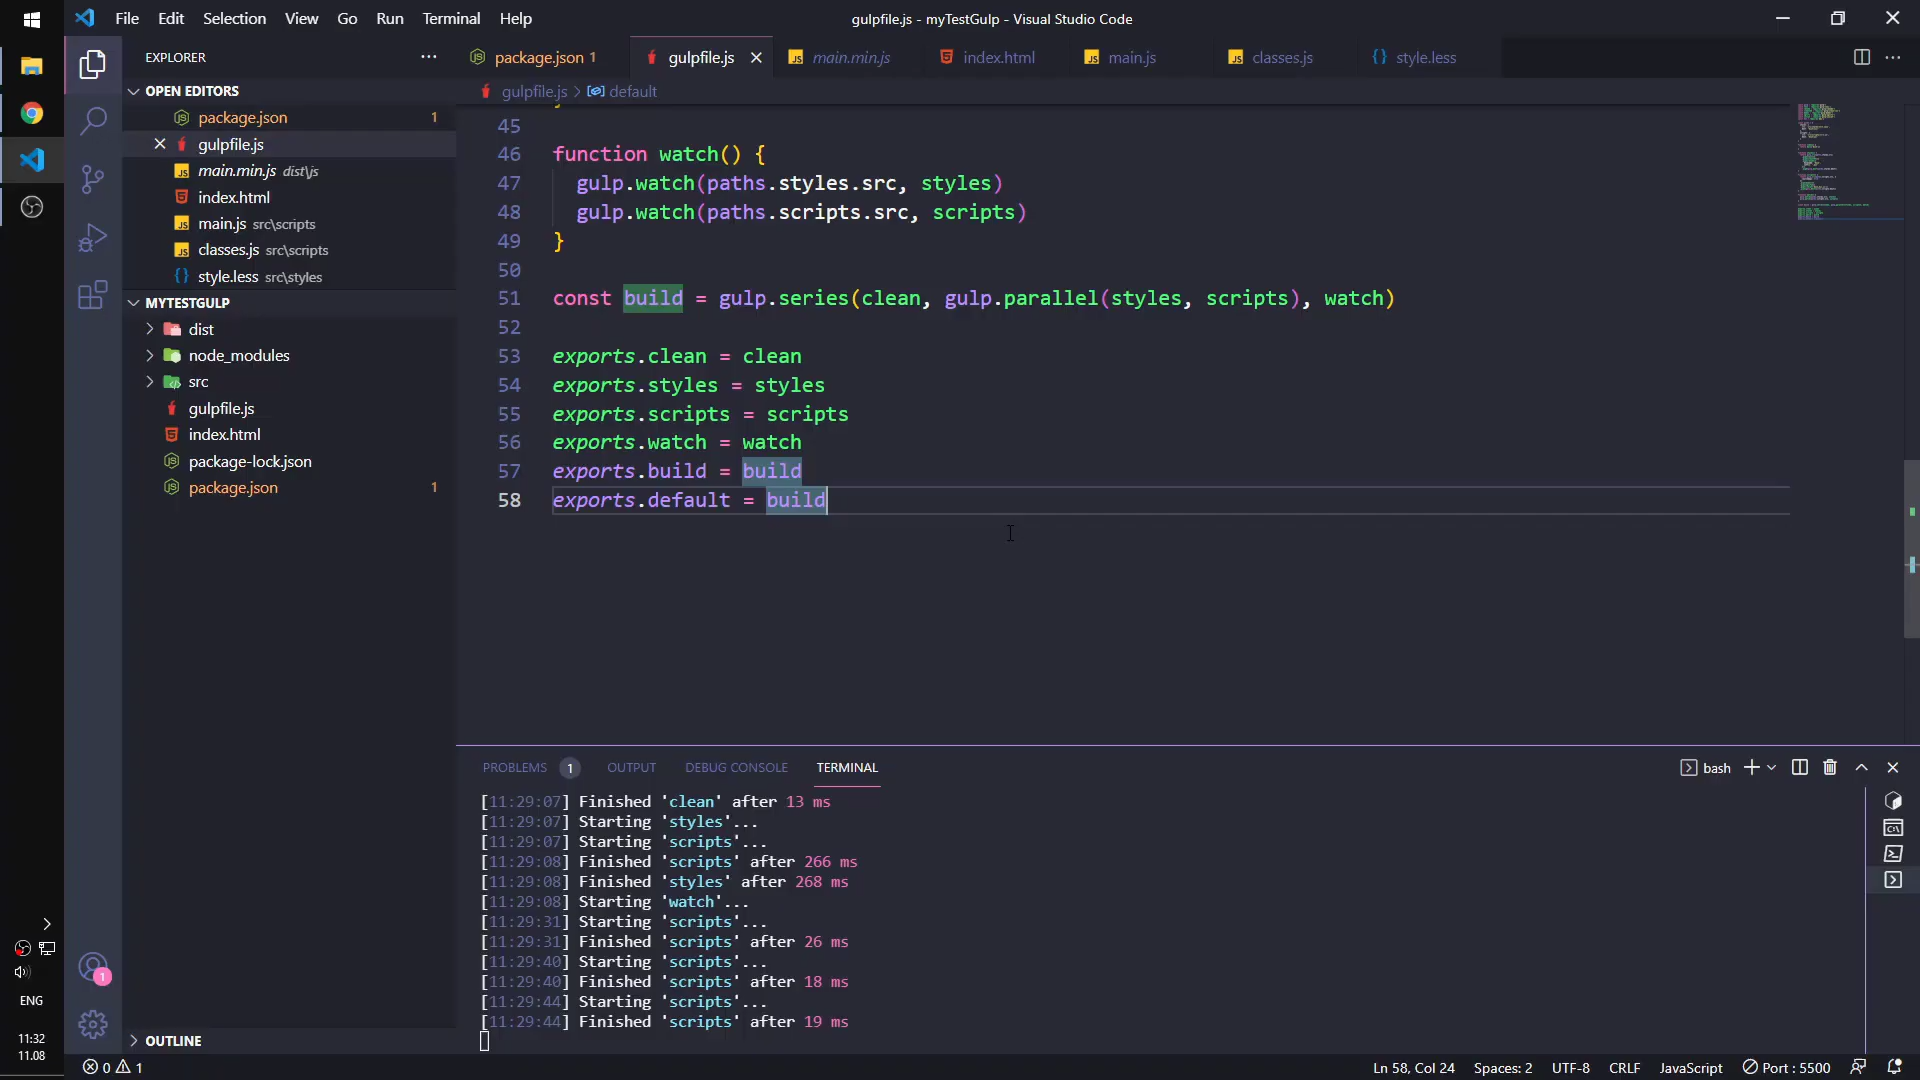 File Edit Selection View Go Run Terminal Help
gulpfile.js - myTestGulp - Visual Studio Code
EXPLORER
package.json 1
gulpfile.js
main.min.js
index.html
main.js
classes.js
style.less
OPEN EDITORS
package.json 1
gulpfile.js
main.min.js dist\js
index.html
main.js src\scripts
classes.js src\scripts
style.less src\styles
MYTESTGULP
dist
node_modules
src
gulpfile.js
index.html
package-lock.json
package.json 1
OUTLINE
gulpfile.js > default
45
46 function watch() {
47 gulp.watch(paths.styles.src, styles)
48 gulp.watch(paths.scripts.src, scripts)
49 }
50
51 const build = gulp.series(clean, gulp.parallel(styles, scripts), watch)
52
53 exports.clean = clean
54 exports.styles = styles
55 exports.scripts = scripts
56 exports.watch = watch
57 exports.build = build
58 exports.default = build
PROBLEMS 1 OUTPUT DEBUG CONSOLE TERMINAL
bash
[11:29:07] Finished 'clean' after 13 ms
[11:29:07] Starting 'styles'...
[11:29:07] Starting 'scripts'...
[11:29:08] Finished 'scripts' after 266 ms
[11:29:08] Finished 'styles' after 268 ms
[11:29:08] Starting 'watch'...
[11:29:31] Starting 'scripts'...
[11:29:31] Finished 'scripts' after 26 ms
[11:29:40] Starting 'scripts'...
[11:29:40] Finished 'scripts' after 18 ms
[11:29:44] Starting 'scripts'...
[11:29:44] Finished 'scripts' after 19 ms
1
ENG
11:32
11.08
0 1
Ln 58, Col 24 Spaces: 2 UTF-8 CRLF JavaScript Port : 5500